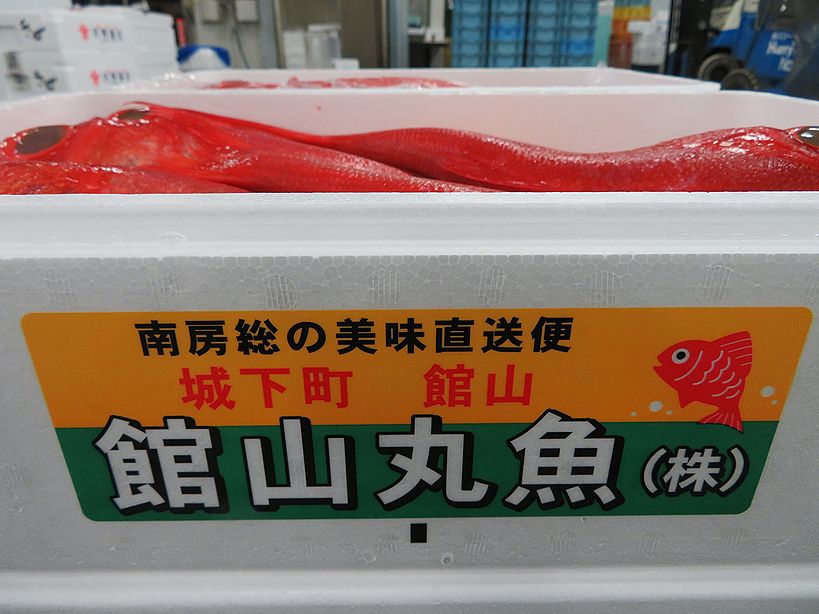 南房総の美味直送便
城下町 館山
館山丸魚(株)